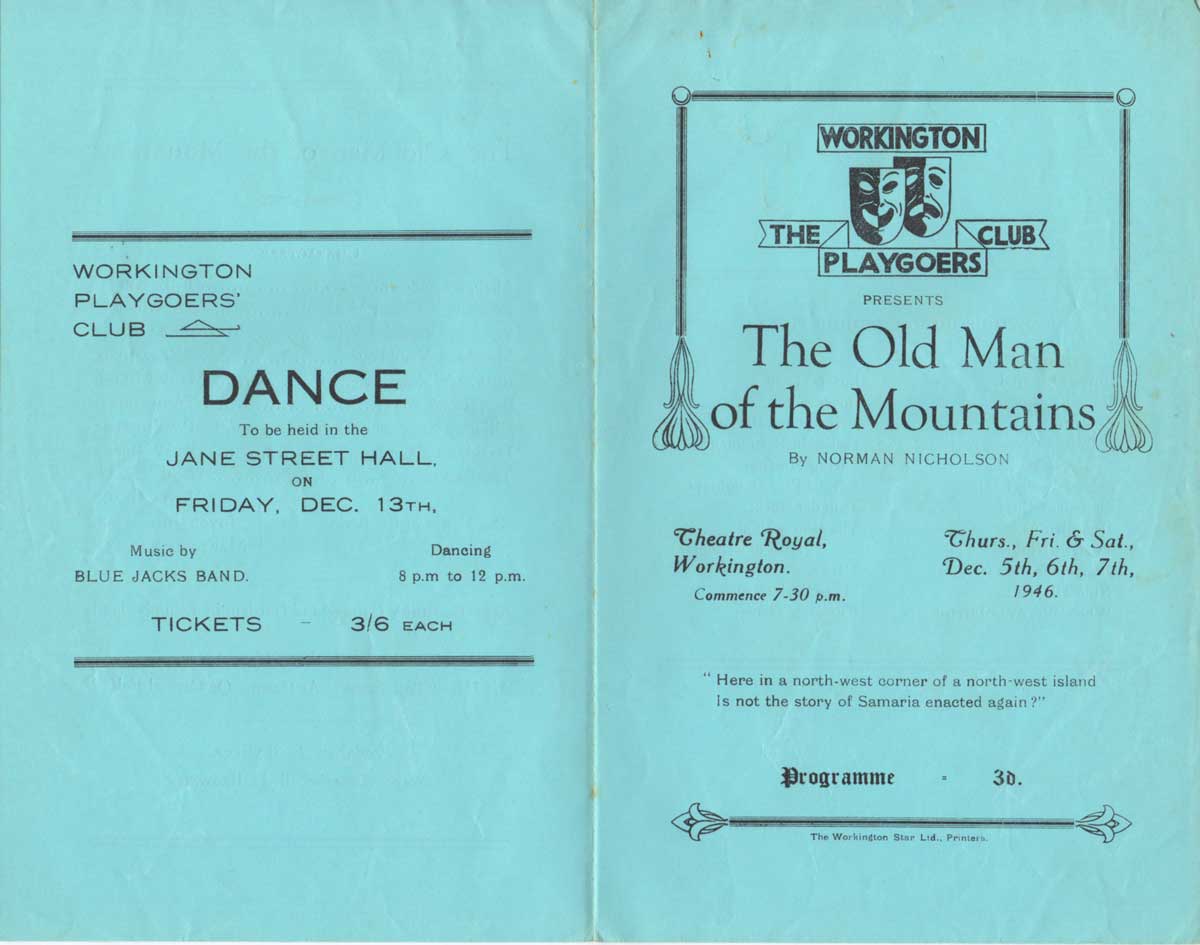 WORKINGTON
PLAYGOERS'
CLUB
DANCE
To be held in the
JANE STREET HALL,
ON
FRIDAY, DEC. 13TH,
Music by
BLUE JACKS BAND.
Dancing
8 p.m to 12 p.m.
TICKETS - 3/6 EACH
WORKINGTON
THE CLUB
PLAYGOERS
PRESENTS
The Old Man
of the Mountains
By NORMAN NICHOLSON
Theatre Royal,
Workington.
Commence 7-30 p.m.
Thurs., Fri. & Sat.,
Dec. 5th, 6th, 7th,
1946.
" Here in a north-west corner of a north-west island
Is not the story of Samaria enacted again ?"
Programme - 3d.
The Workington Star Ltd., Printers.